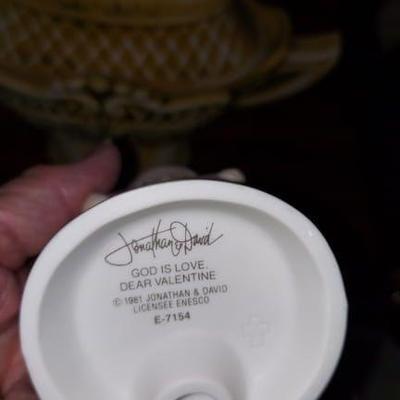 Jonathan & David
GOD IS LOVE,
DEAR VALENTINE
© 1981 JONATHAN & DAVID
LICENSEE ENESCO
E-7154